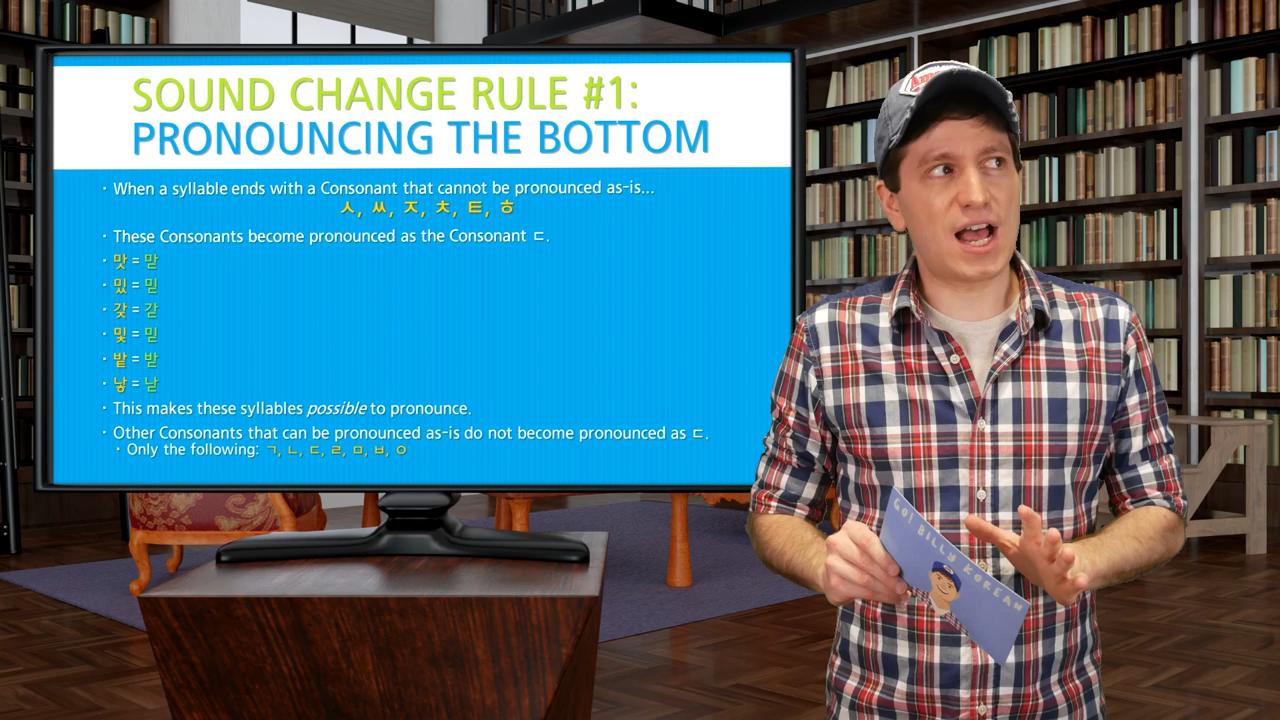 SOUND CHANGE RULE #1:
PRONOUNCING THE BOTTOM
· When a syllable ends with a Consonant that cannot be pronounced as-is...
ㅅ, ㅆ, ㅈ, ㅊ, ㅌ, ㅎ
· These Consonants become pronounced as the Consonant ㄷ.
· 맛 = 맏
· 밌 = 믿
· 갖 = 갇
· 및 = 믿
· 밭 = 받
· 낳 = 낟
· This makes these syllables possible to pronounce.
· Other Consonants that can be pronounced as-is do not become pronounced as ㄷ.
· Only the following: ㄱ, ㄴ, ㄷ, ㄹ, ㅁ, ㅂ, ㅇ
GO! BILLY KOREAN